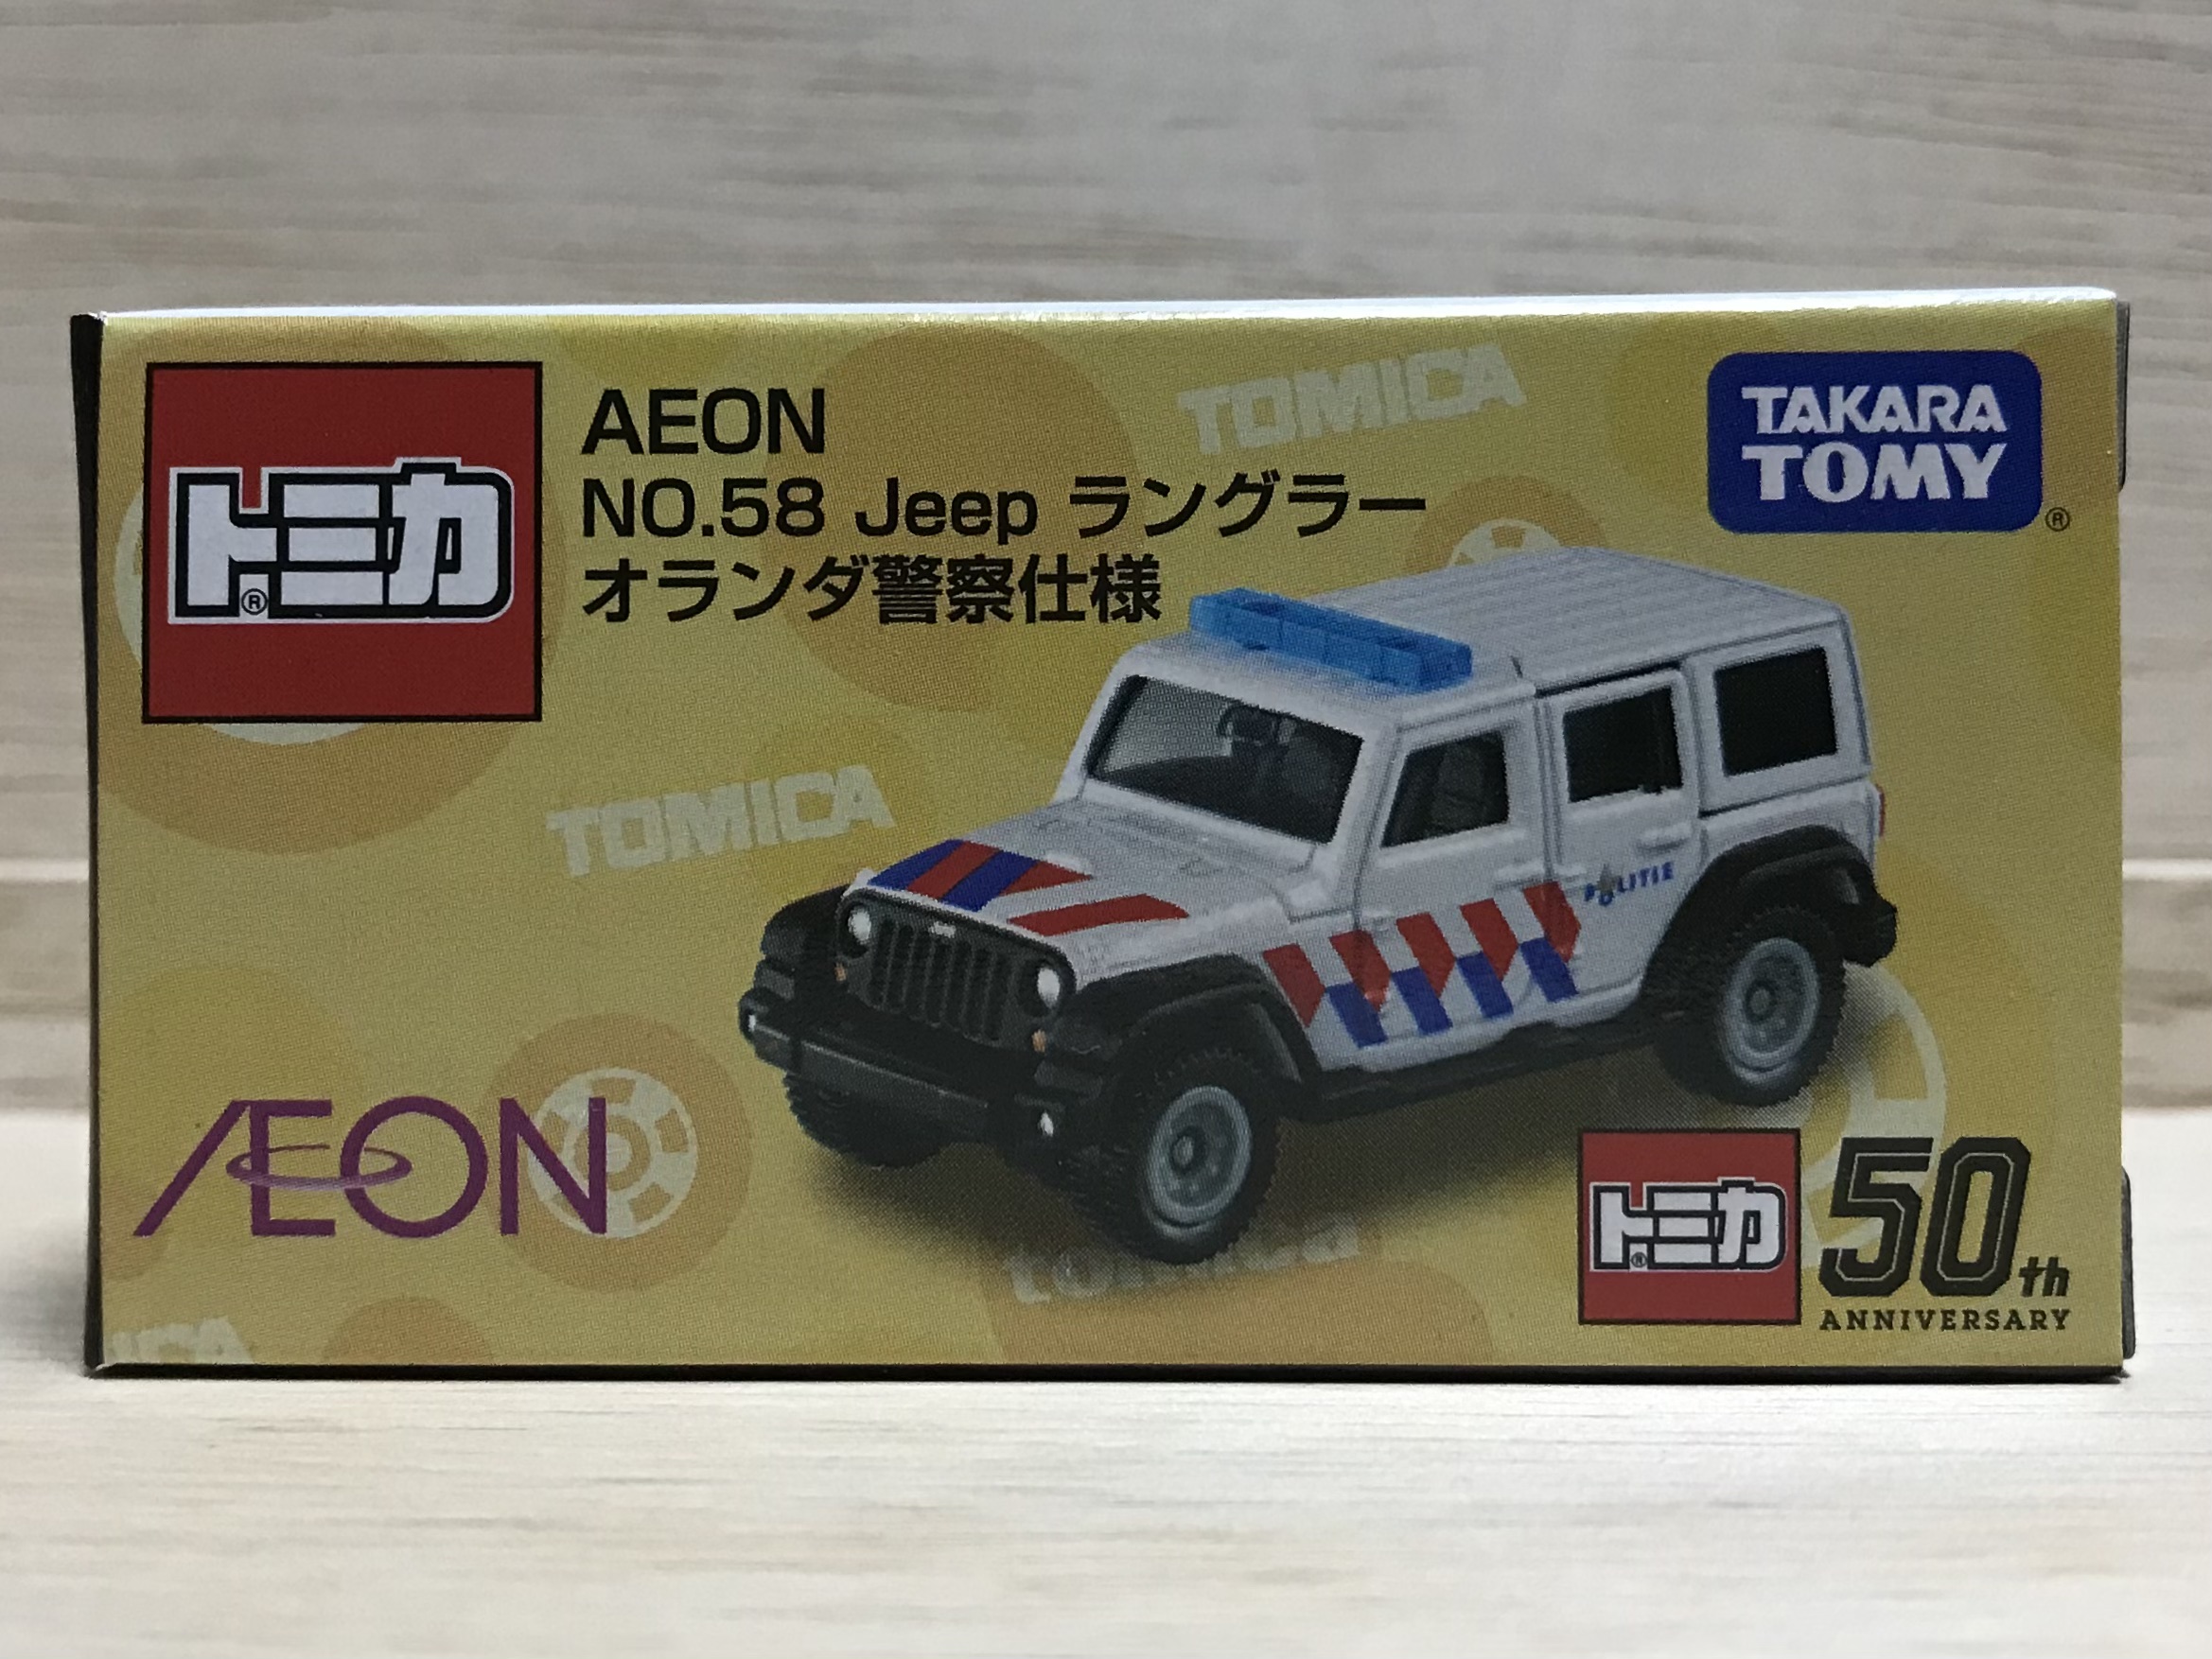 トミカ®
AEON
NO.58 Jeep ラングラー
オランダ警察仕様
TOMICA
TAKARA
TOMY®
TOMICA
POLITIE
AEON
tomica
トミカ®
50th
ANNIVERSARY